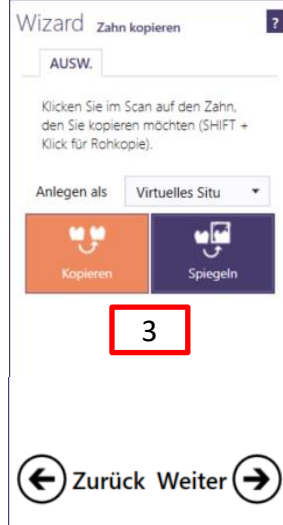 Wizard Zahn kopieren ?
AUSW.
Klicken Sie im Scan auf den Zahn,
den Sie kopieren möchten (SHIFT +
Klick für Rohkopie).
Anlegen als Virtuelles Situ
Kopieren Spiegeln
3
Zurück Weiter